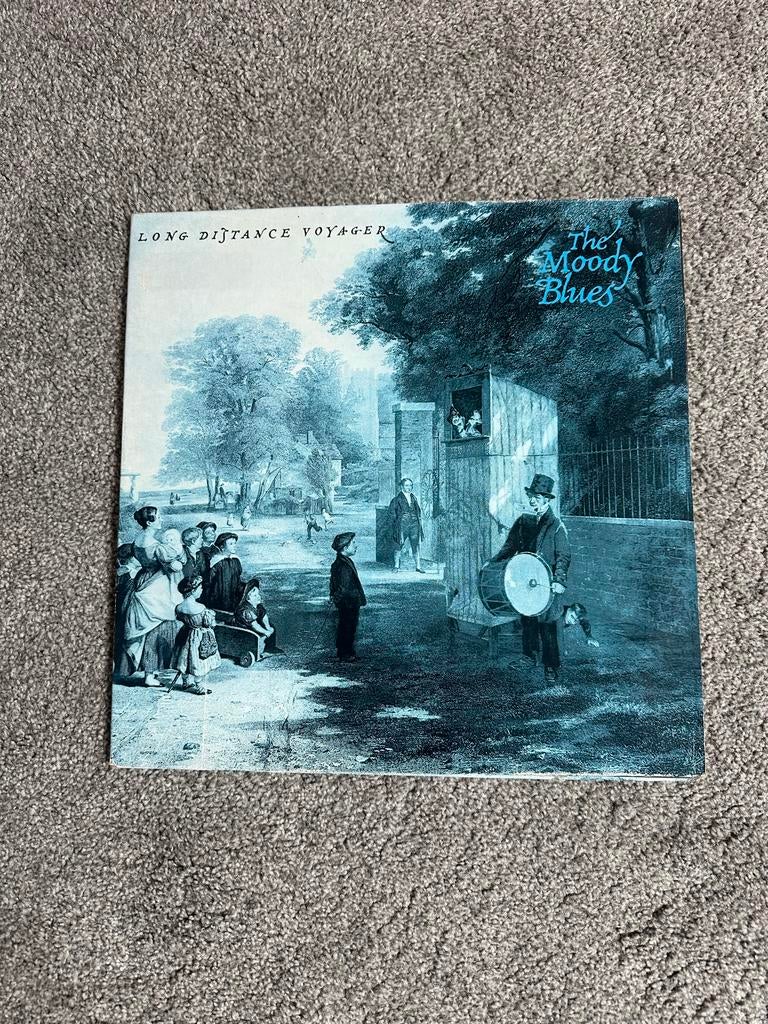 LONG DISTANCE VOYAGER
The
Moody
Blues